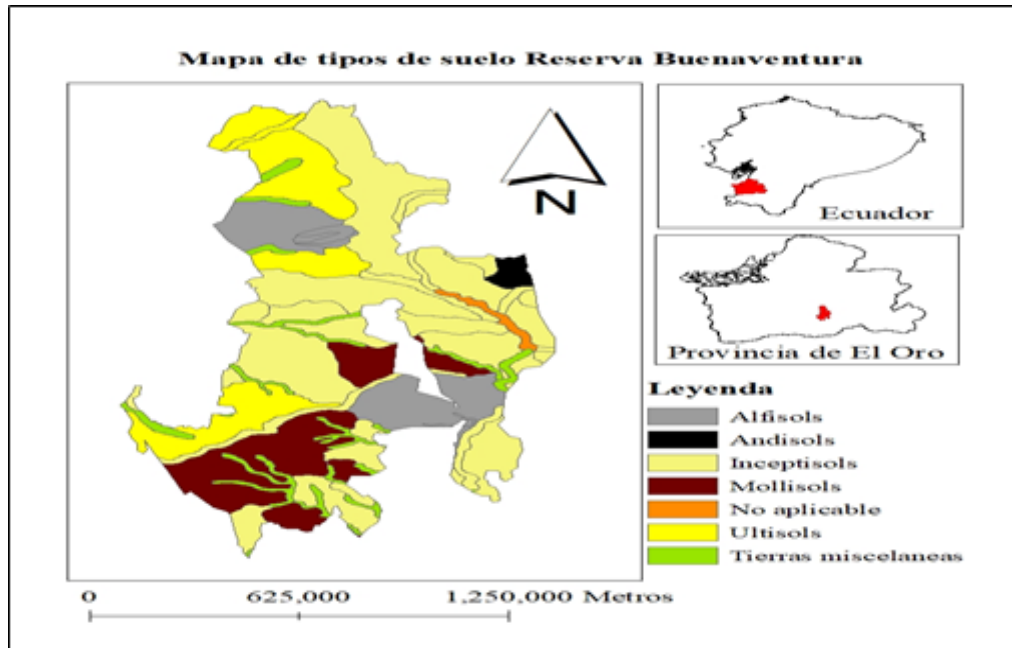 Mapa de tipos de suelo Reserva Buenaventura
N
Ecuador
Provincia de El Oro
Leyenda
Alfisols
Andisols
Inceptisols
Mollisols
No aplicable
Ultisols
Tierras miscelaneas
0 625,000 1,250,000 Metros